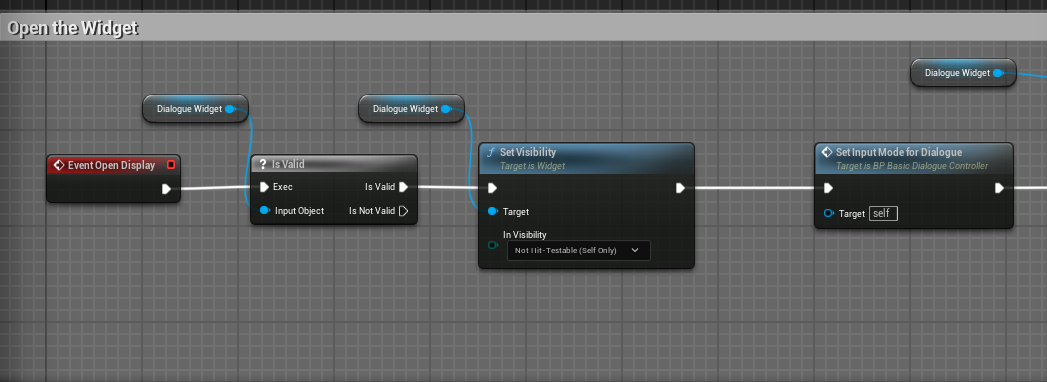 Open the Widget
Dialogue Widget
Dialogue Widget
Dialogue Widget
Event Open Display
? Is Valid
Exec
Is Valid
Input Object
Is Not Valid
f Set Visibility
Target is Widget
Target
In Visibility
Not Hit-Testable (Self Only)
Set Input Mode for Dialogue
Target is BP Basic Dialogue Controller
Target self